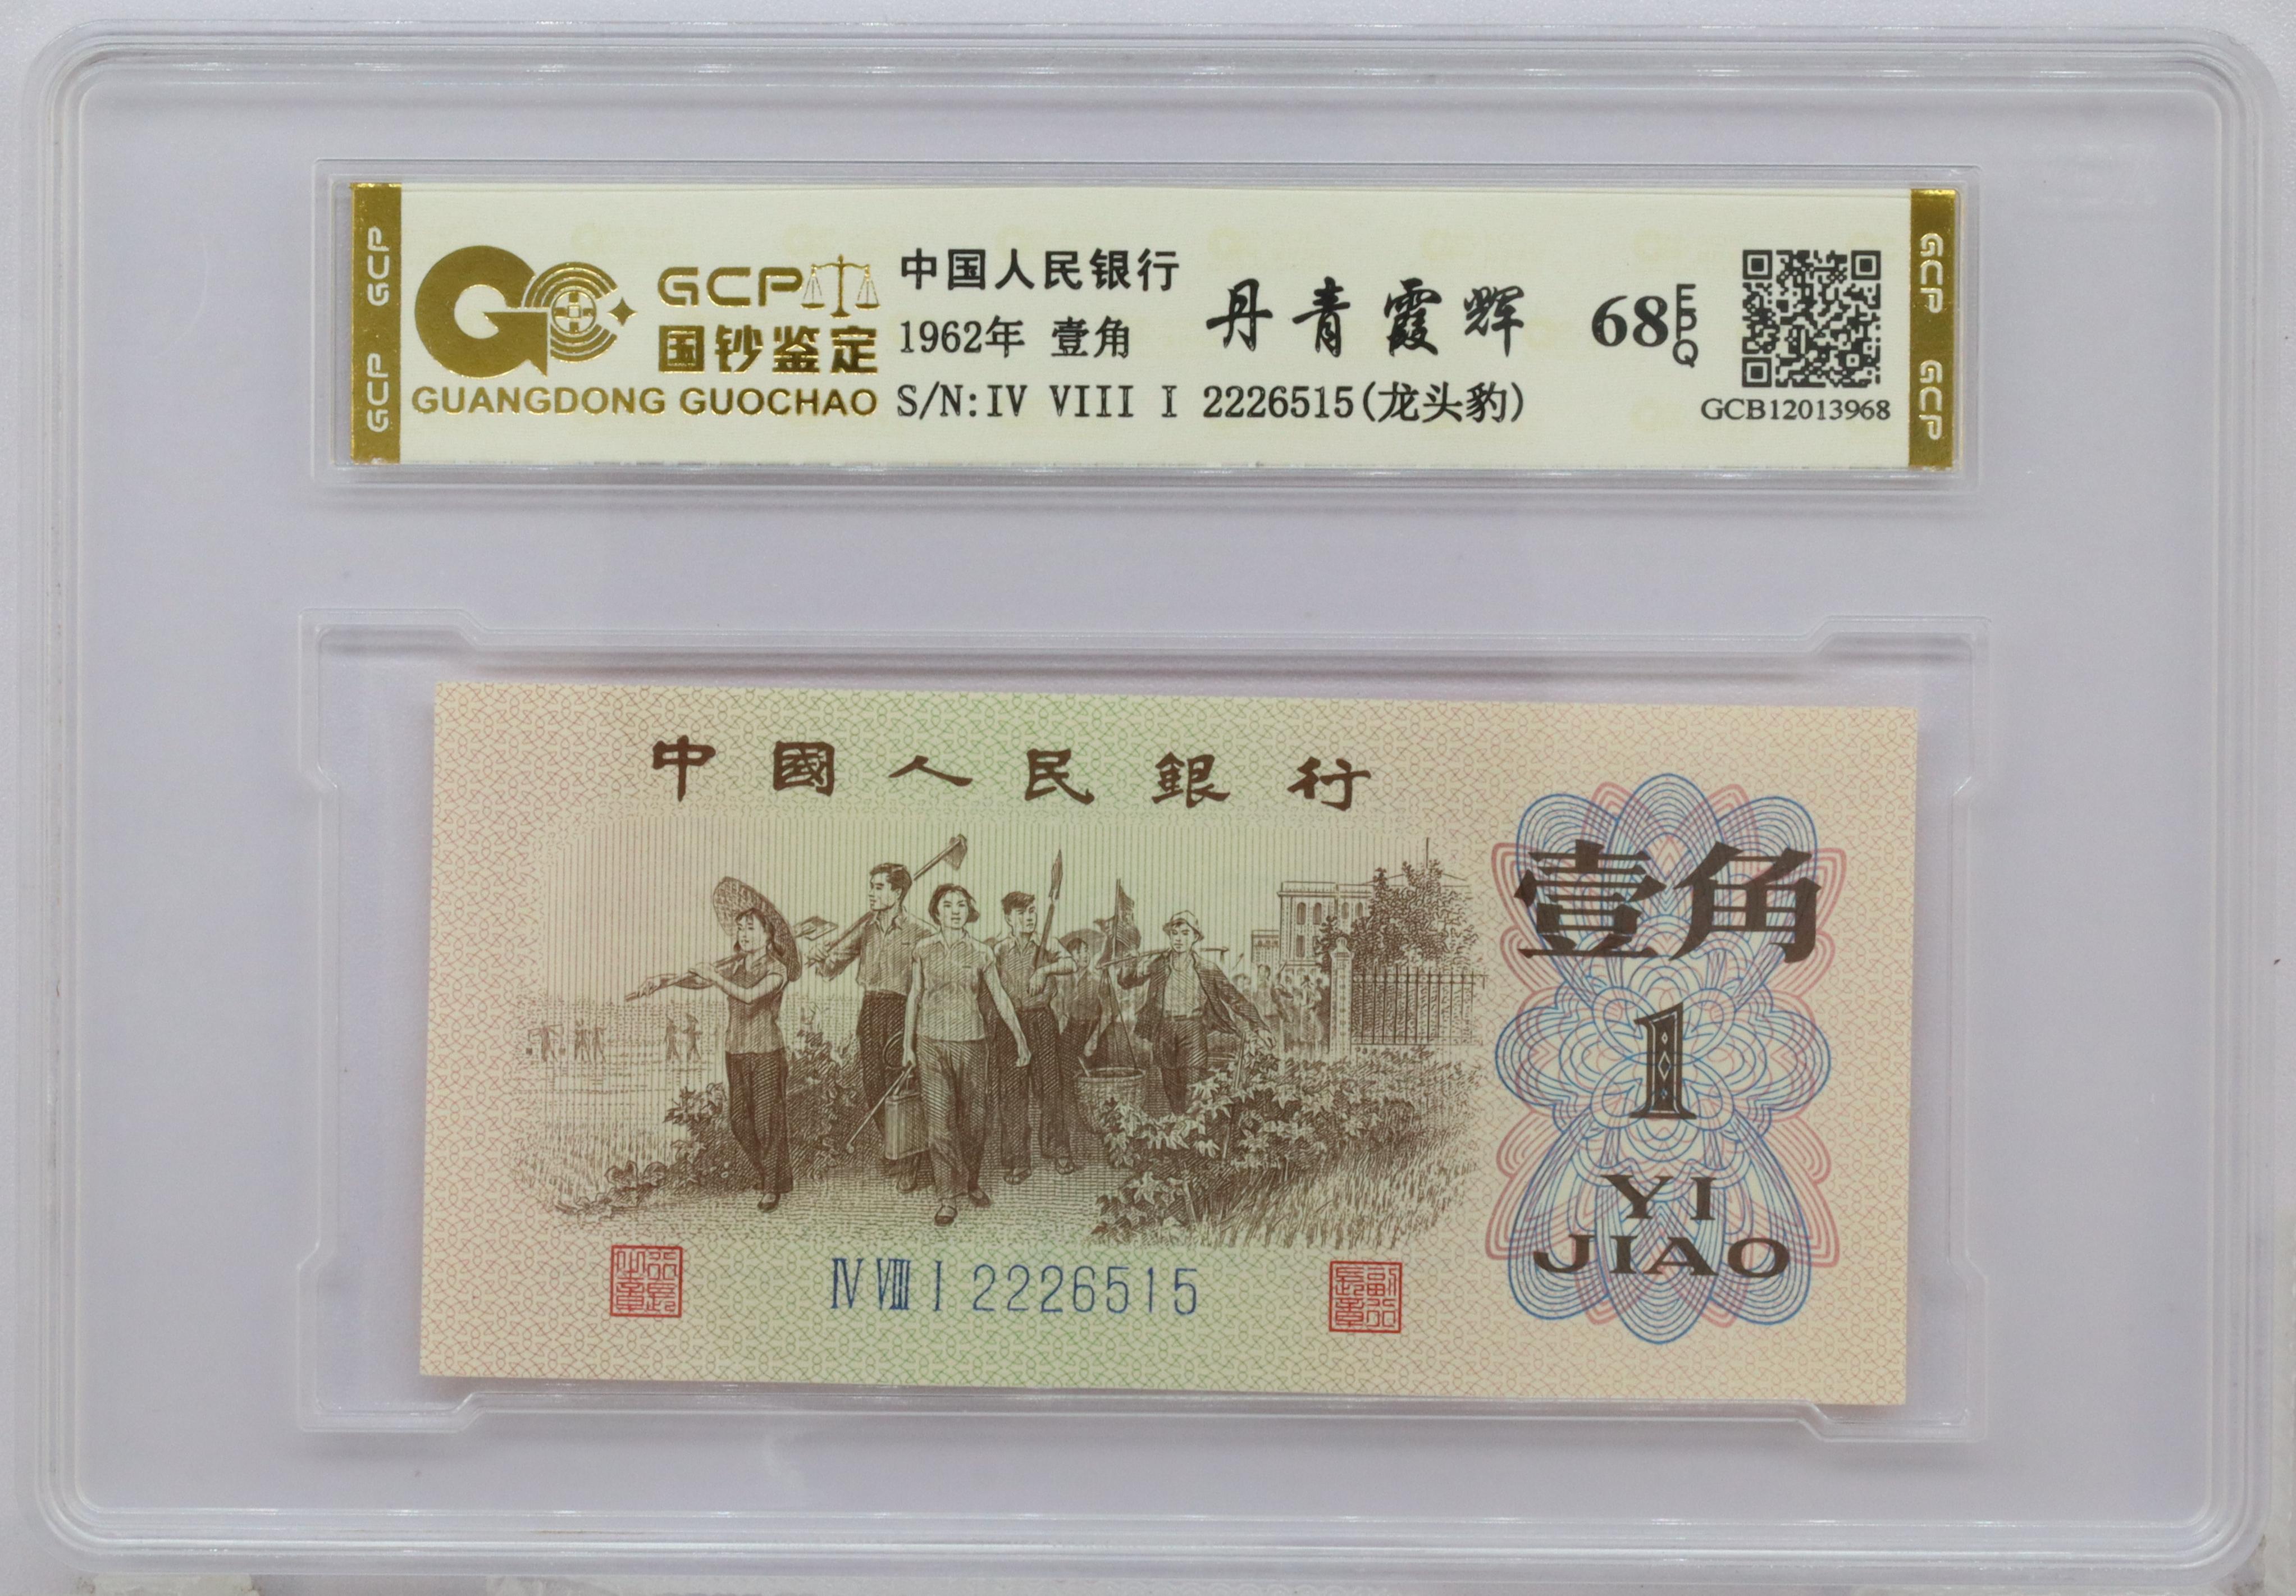 GCP GCP
GCP
国钞鉴定
GUANGDONG GUOCHAO
中国人民银行
1962年 壹角
S/N:IV VIII I 2226515(龙头豹)
丹青霞辉
68 EPQ
GCB12013968
GCP GCP
中國人民銀行
壹角
1
YI
JIAO
IV VIII I 2226515